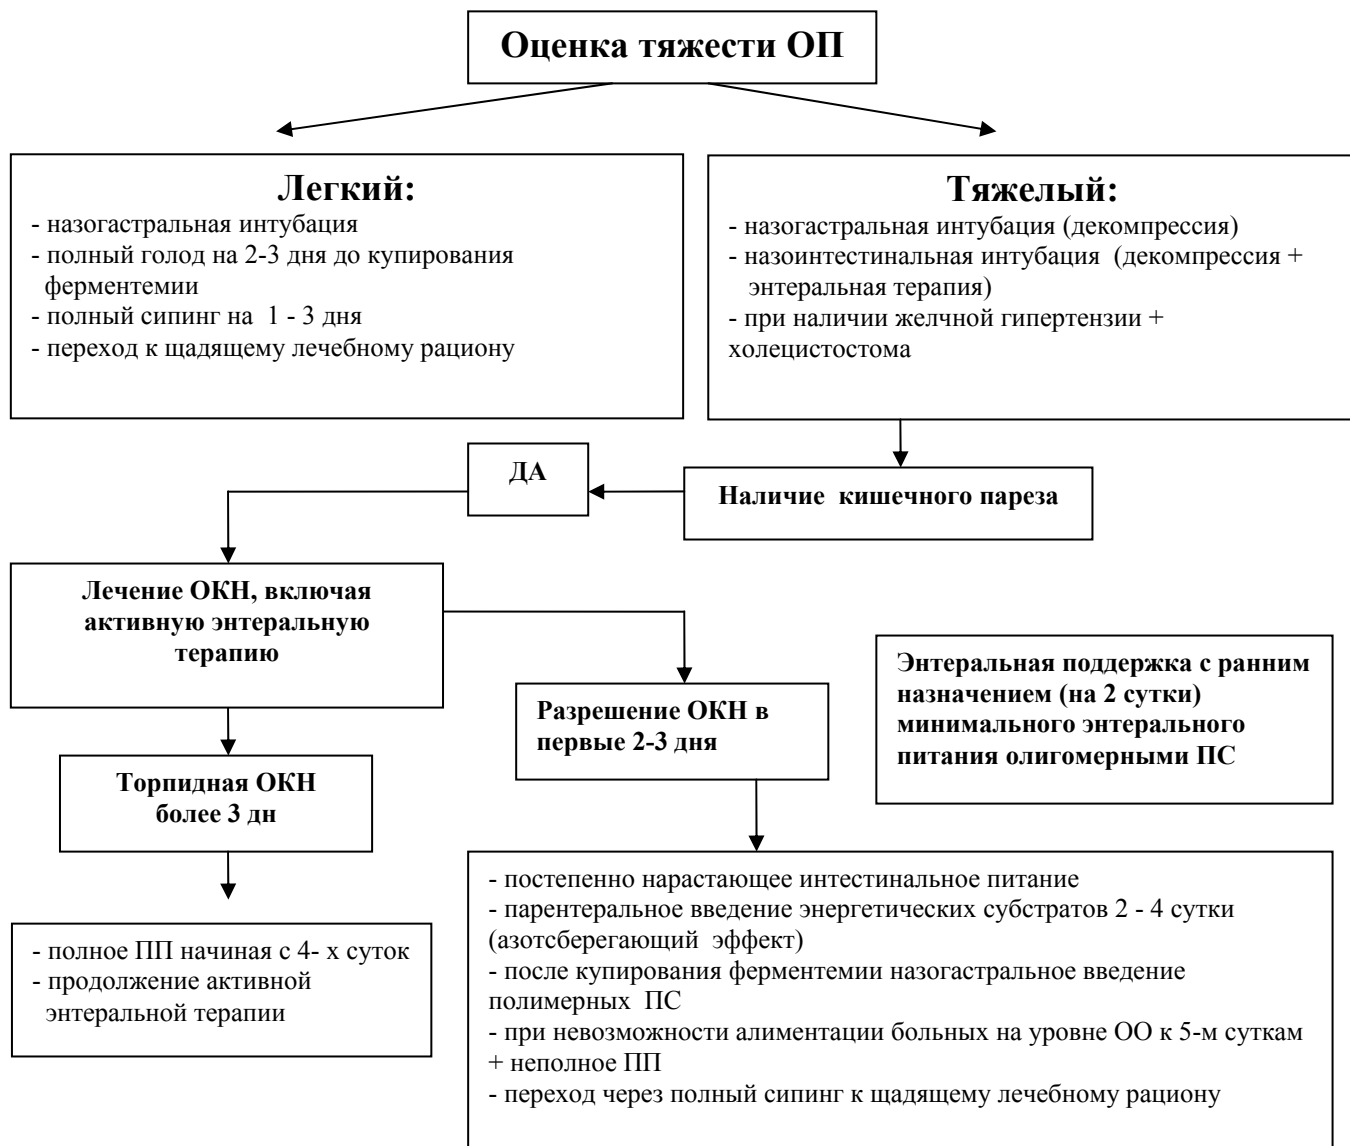 Оценка тяжести ОП
Легкий:
- назогастральная интубация
- полный голод на 2-3 дня до купирования
ферментемии
- полный сипинг на 1 - 3 дня
- переход к щадящему лечебному рациону
Тяжелый:
- назогастральная интубация (декомпрессия)
- назоинтестинальная интубация (декомпрессия +
энтеральная терапия)
- при наличии желчной гипертензии +
холецистостома
ДА
Наличие кишечного пареза
Лечение ОКН, включая
активную энтеральную
терапию
Энтеральная поддержка с ранним
назначением (на 2 сутки)
минимального энтерального
питания олигомерными ПС
Разрешение ОКН в
первые 2-3 дня
Торпидная ОКН
более 3 дн
- полное ПП начиная с 4- х суток
- продолжение активной
энтеральной терапии
- постепенно нарастающее интестинальное питание
- парентеральное введение энергетических субстратов 2 - 4 сутки
(азотсберегающий эффект)
- после купирования ферментемии назогастральное введение
полимерных ПС
- при невозможности алиментации больных на уровне ОО к 5-м суткам
+ неполное ПП
- переход через полный сипинг к щадящему лечебному рациону